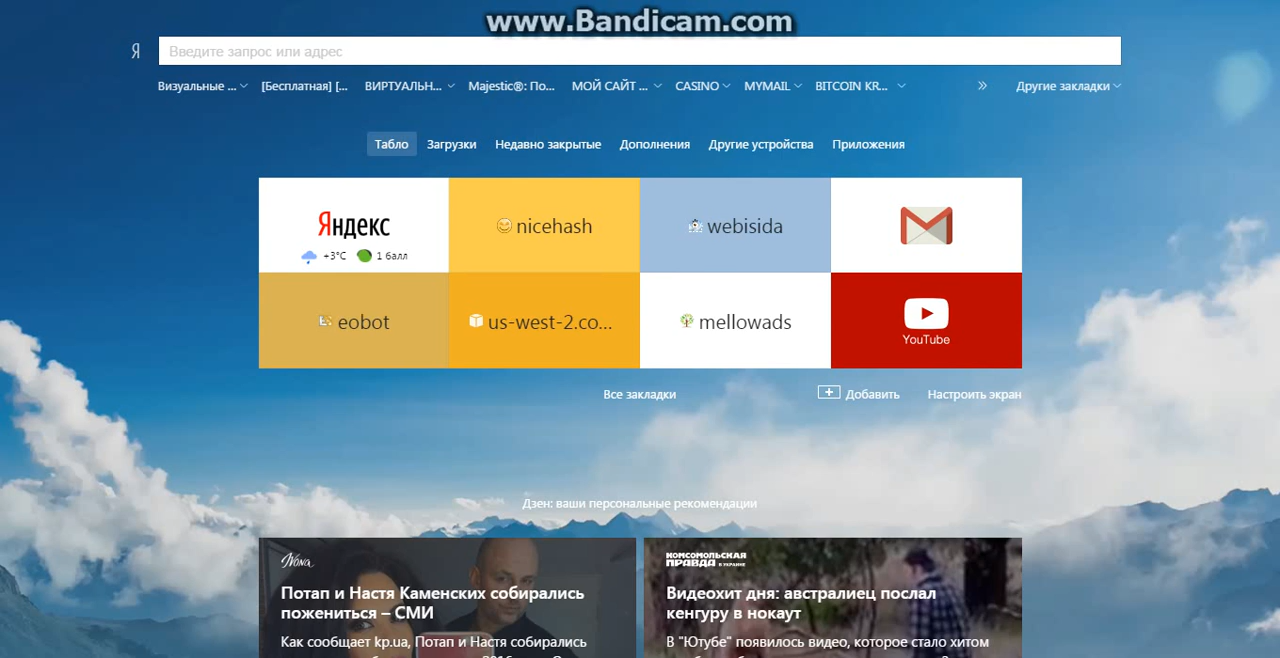 www.Bandicam.com
Я
Введите запрос или адрес
Визуальные ... [Бесплатная] [... ВИРТУАЛЬН... Majestic®: По... МОЙ САЙТ ... CASINO MYMAIL BITCOIN KR... » Другие закладки
Табло Загрузки Недавно закрытые Дополнения Другие устройства Приложения
Яндекс
+3°C 1 балл
nicehash
webisida
eobot
us-west-2.co...
mellowads
YouTube
Все закладки
Добавить
Настроить экран
Дзен: ваши персональные рекомендации
Nona
Потап и Настя Каменских собирались
пожениться – СМИ
Как сообщает kp.ua, Потап и Настя собирались
КОМСОМОЛЬСКАЯ
ПРАВДА В УКРАИНЕ
Видеохит дня: австралиец послал
кенгуру в нокаут
В "Ютубе" появилось видео, которое стало хитом